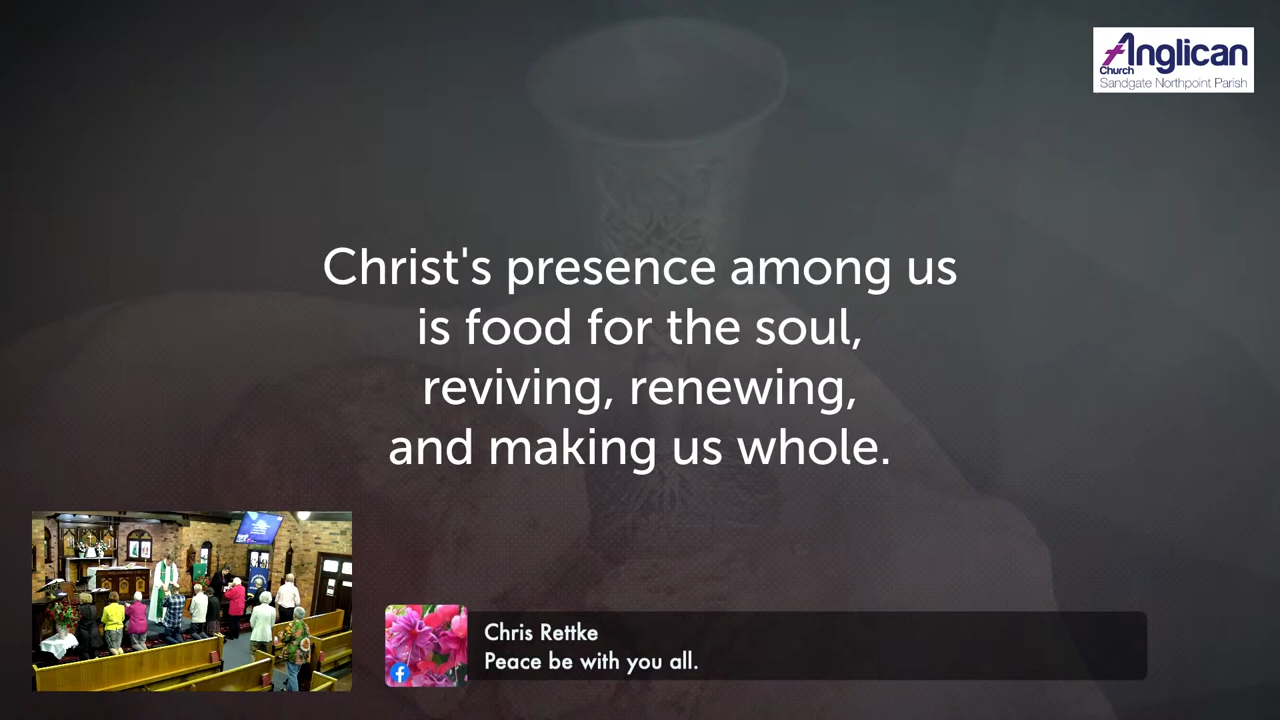 Anglican
Church
Sandgate Northpoint Parish
Christ's presence among us
is food for the soul,
reviving, renewing,
and making us whole.
Chris Rettke
Peace be with you all.